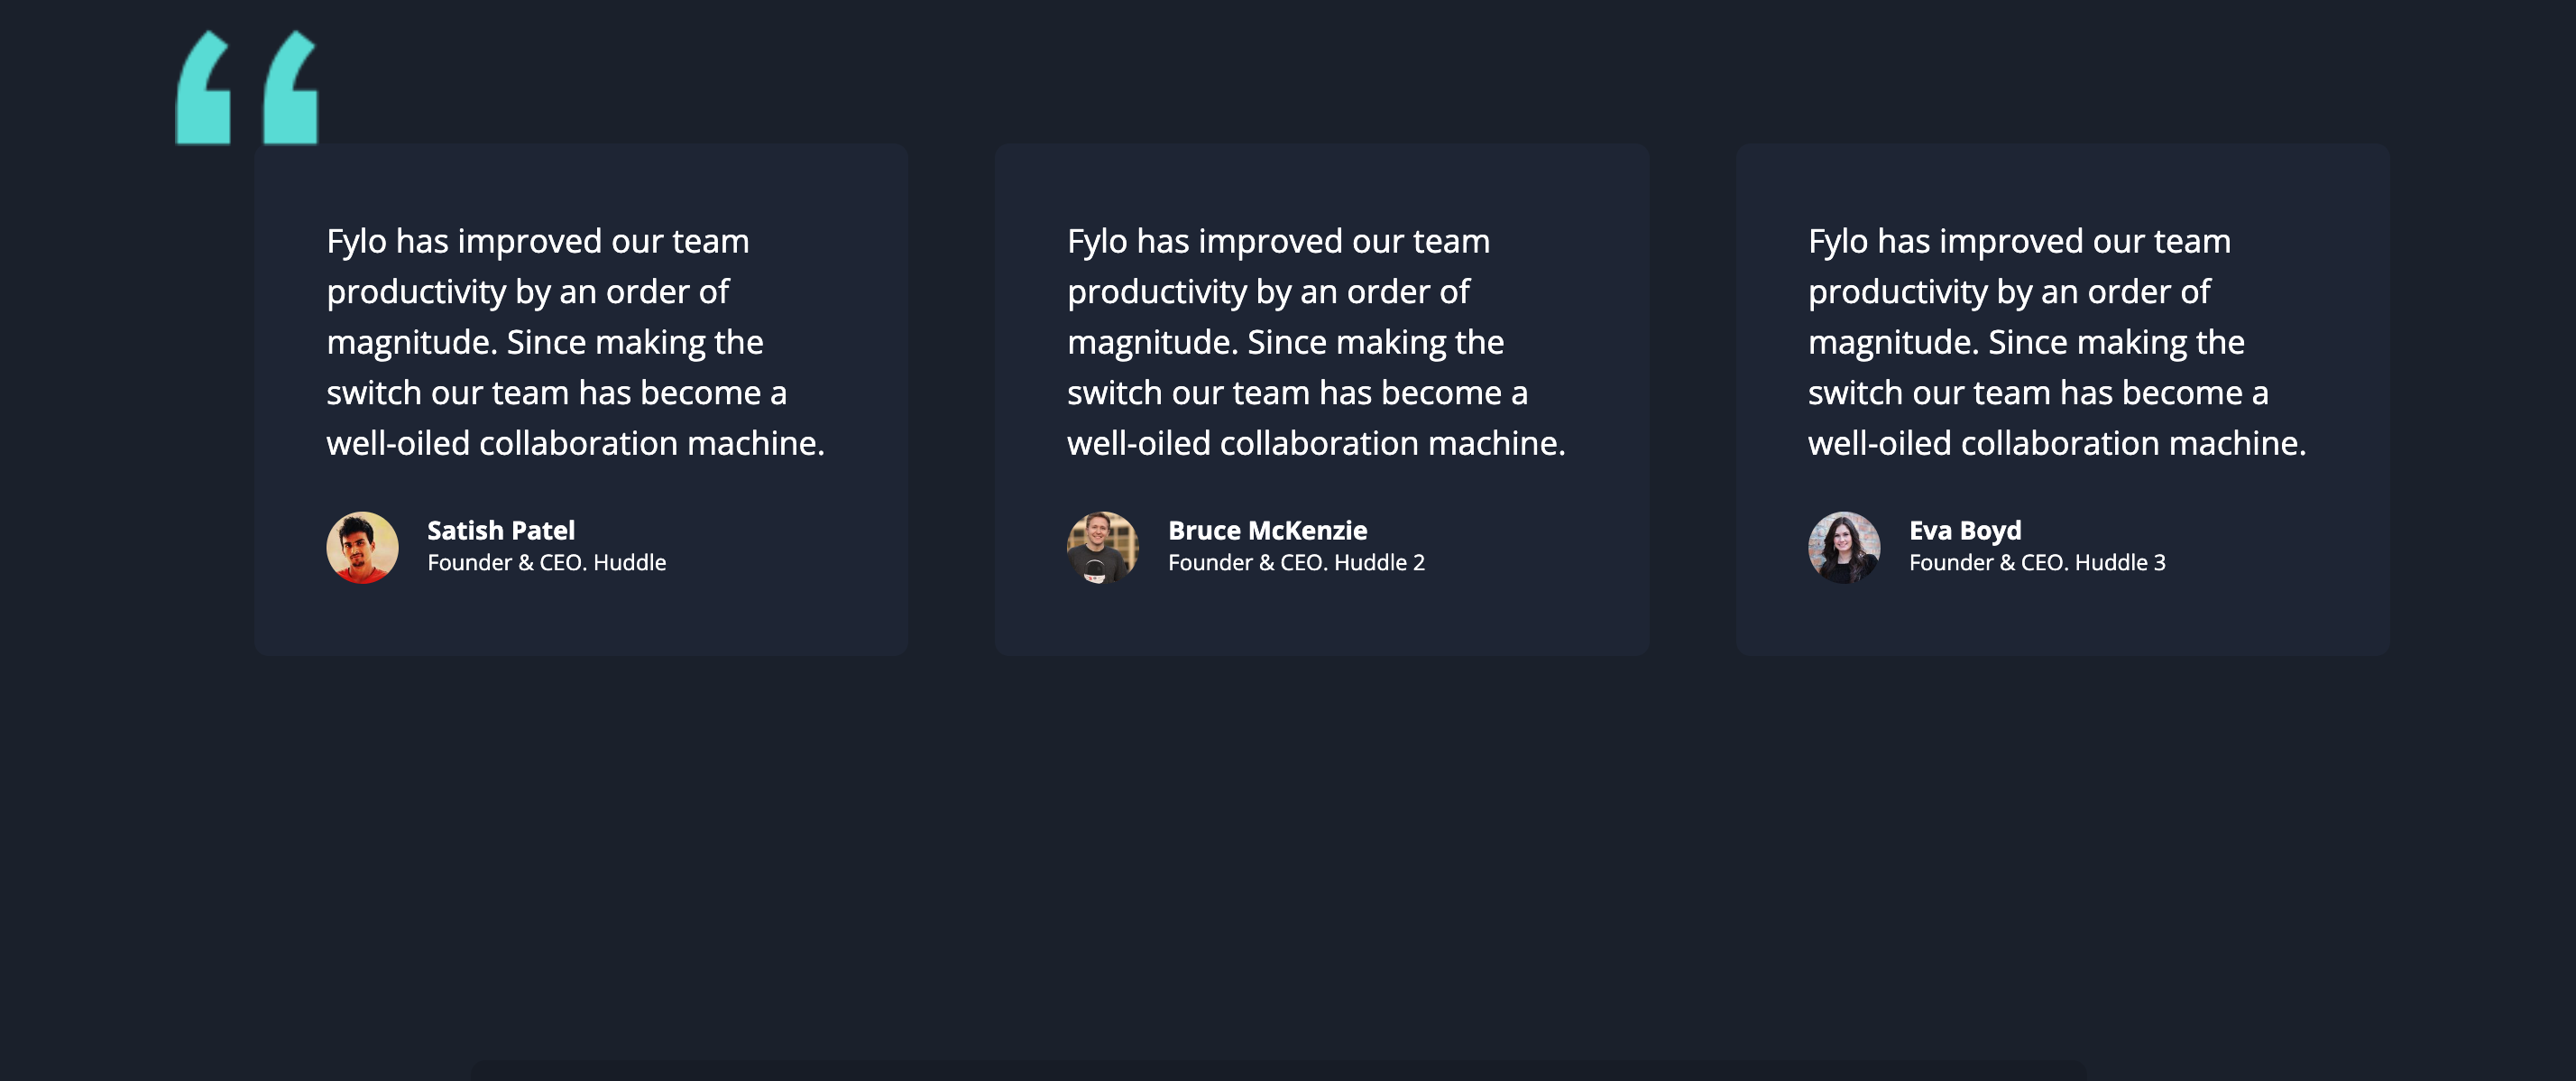 “
Fylo has improved our team
productivity by an order of
magnitude. Since making the
switch our team has become a
well-oiled collaboration machine.
Satish Patel
Founder & CEO. Huddle
Fylo has improved our team
productivity by an order of
magnitude. Since making the
switch our team has become a
well-oiled collaboration machine.
Bruce McKenzie
Founder & CEO. Huddle 2
Fylo has improved our team
productivity by an order of
magnitude. Since making the
switch our team has become a
well-oiled collaboration machine.
Eva Boyd
Founder & CEO. Huddle 3